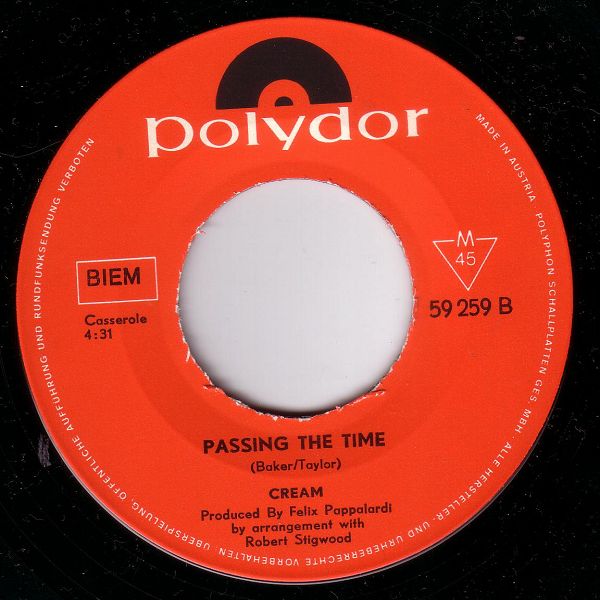 polydor
MADE IN AUSTRIA · POLYPHON SCHALLPLATTEN GES. MBH. ALLE HERSTELLER- UND URHEBERRECHTE VORBEHALTEN · ÜBERSPIELUNG, ÖFFENTLICHE AUFFÜHRUNG UND RUNDFUNKSENDUNG VERBOTEN
BIEM
Casserole
4:31
M
45
59 259 B
PASSING THE TIME
(Baker/Taylor)
CREAM
Produced By Felix Pappalardi
by arrangement with
Robert Stigwood